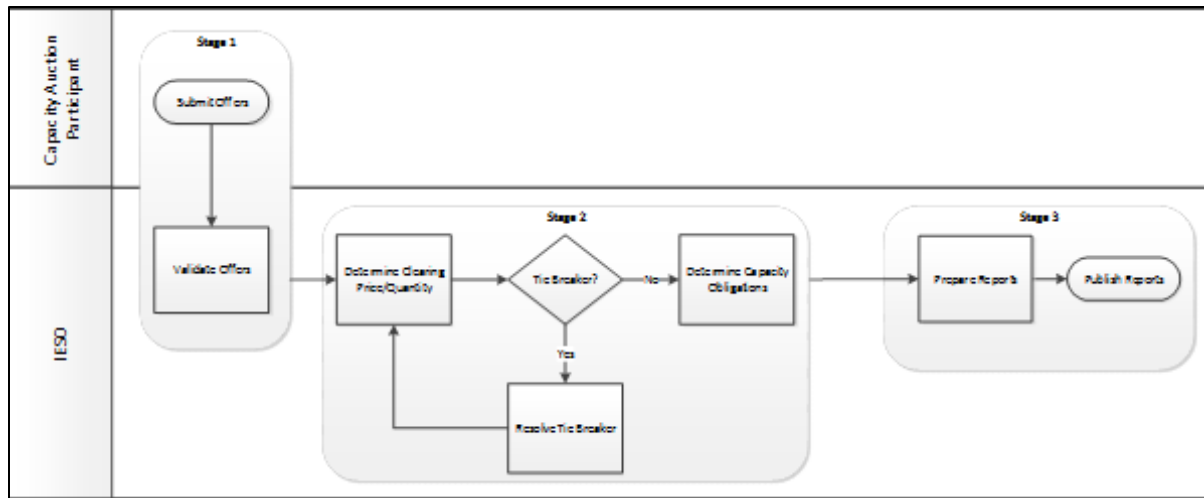 Capacity Auction
Participant
Stage 1
Submit Offers
IESO
Validate Offers
Stage 2
Determine Clearing
Price/Quantity
Tie Breaker?
No
Determine Capacity
Obligations
Yes
Resolve Tie Breaker
Stage 3
Prepare Reports
Publish Reports